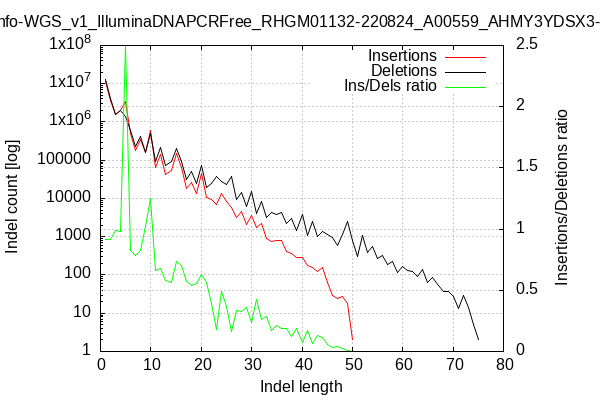 nfo-WGS_v1_IlluminaDNAPCRFree_RHGM01132-220824_A00559_AHMY3YDSX3-
Insertions
Deletions
Ins/Dels ratio
1x10^8
1x10^7
1x10^6
100000
10000
1000
100
10
1
Indel count [log]
2.5
2
1.5
1
0.5
0
Insertions/Deletions ratio
0 10 20 30 40 50 60 70 80
Indel length